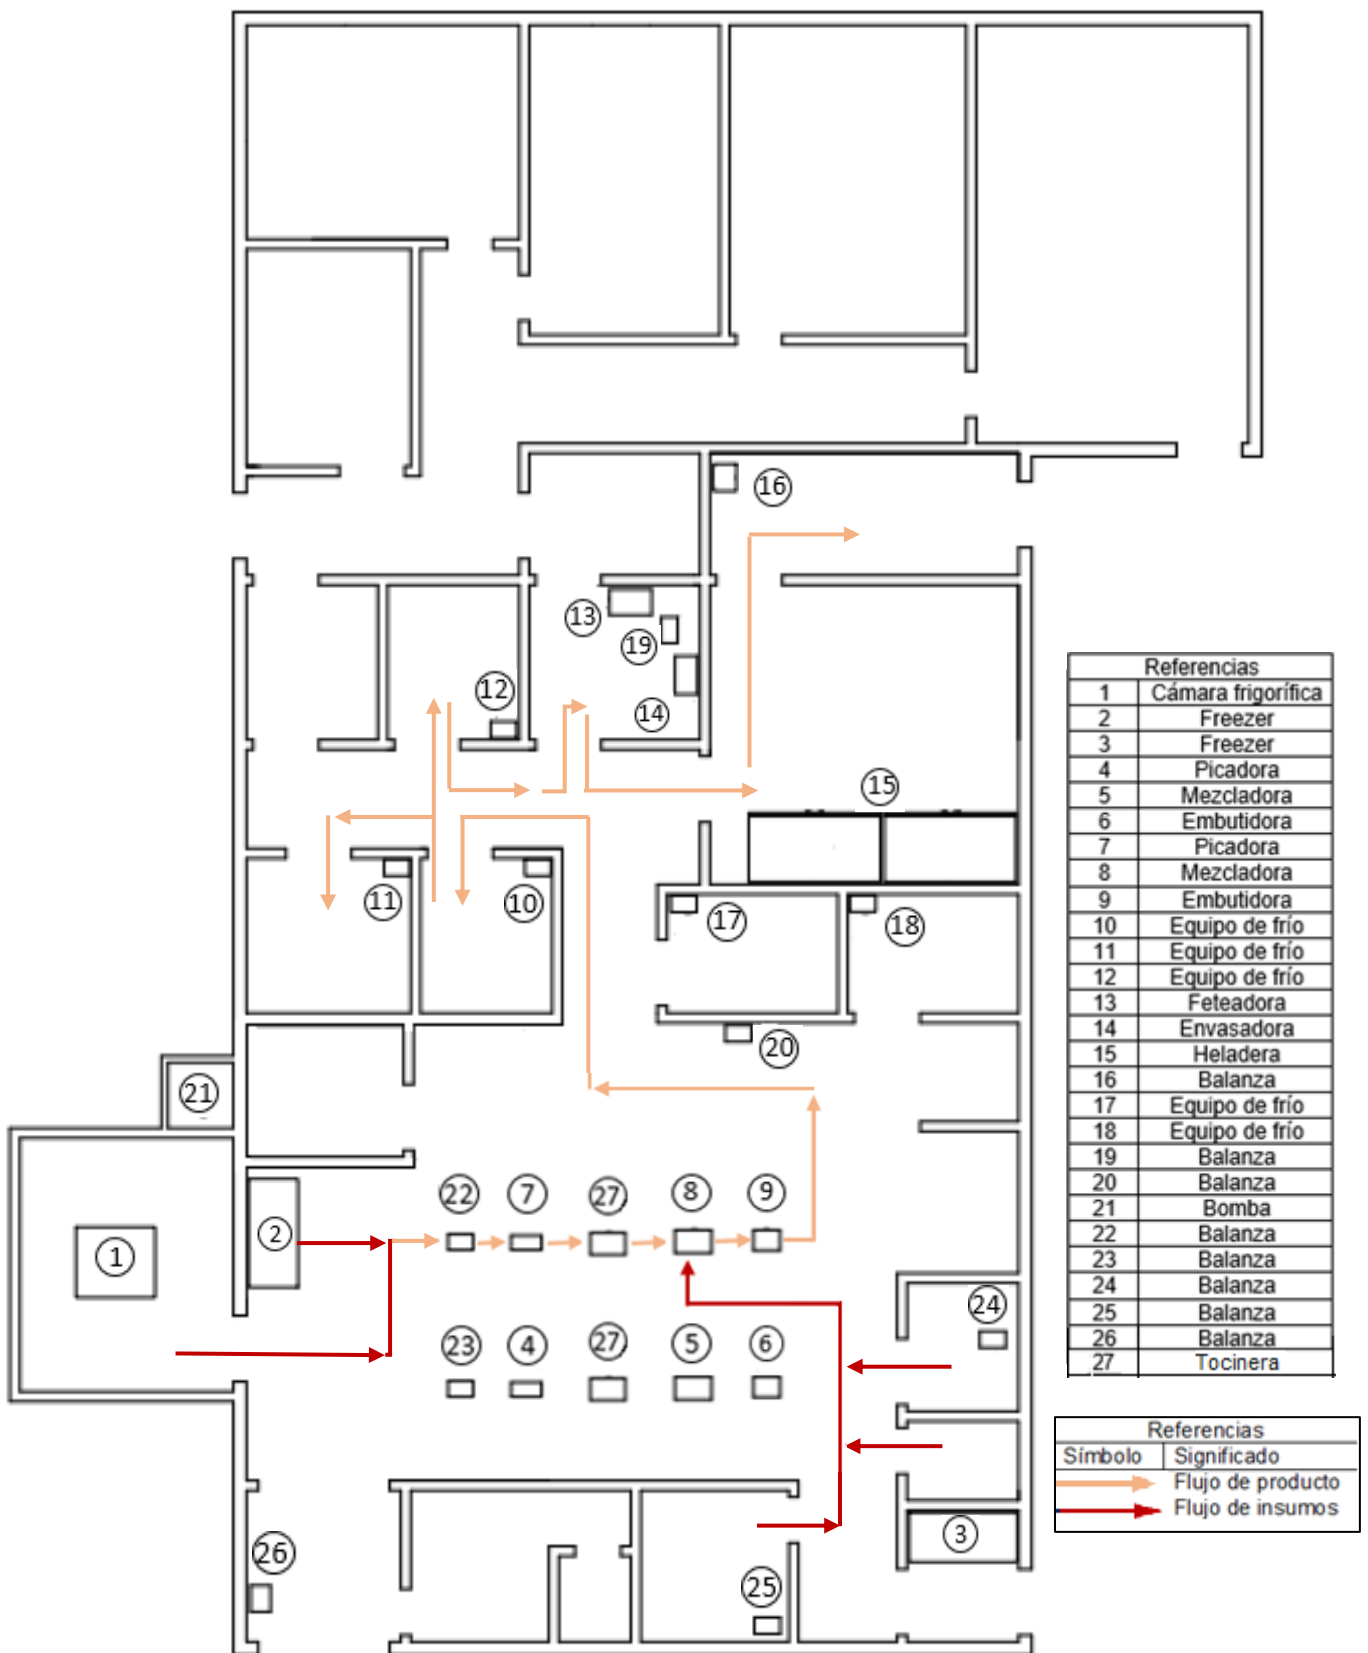 16
13
19
12
14
15
11
10
17
18
20
21
22
7
27
8
9
2
1
24
23
4
27
5
6
3
26
25
Referencias
1 Cámara frigorífica
2 Freezer
3 Freezer
4 Picadora
5 Mezcladora
6 Embutidora
7 Picadora
8 Mezcladora
9 Embutidora
10 Equipo de frío
11 Equipo de frío
12 Equipo de frío
13 Feteadora
14 Envasadora
15 Heladera
16 Balanza
17 Equipo de frío
18 Equipo de frío
19 Balanza
20 Balanza
21 Bomba
22 Balanza
23 Balanza
24 Balanza
25 Balanza
26 Balanza
27 Tocinera
Referencias
Símbolo Significado
Flujo de producto
Flujo de insumos